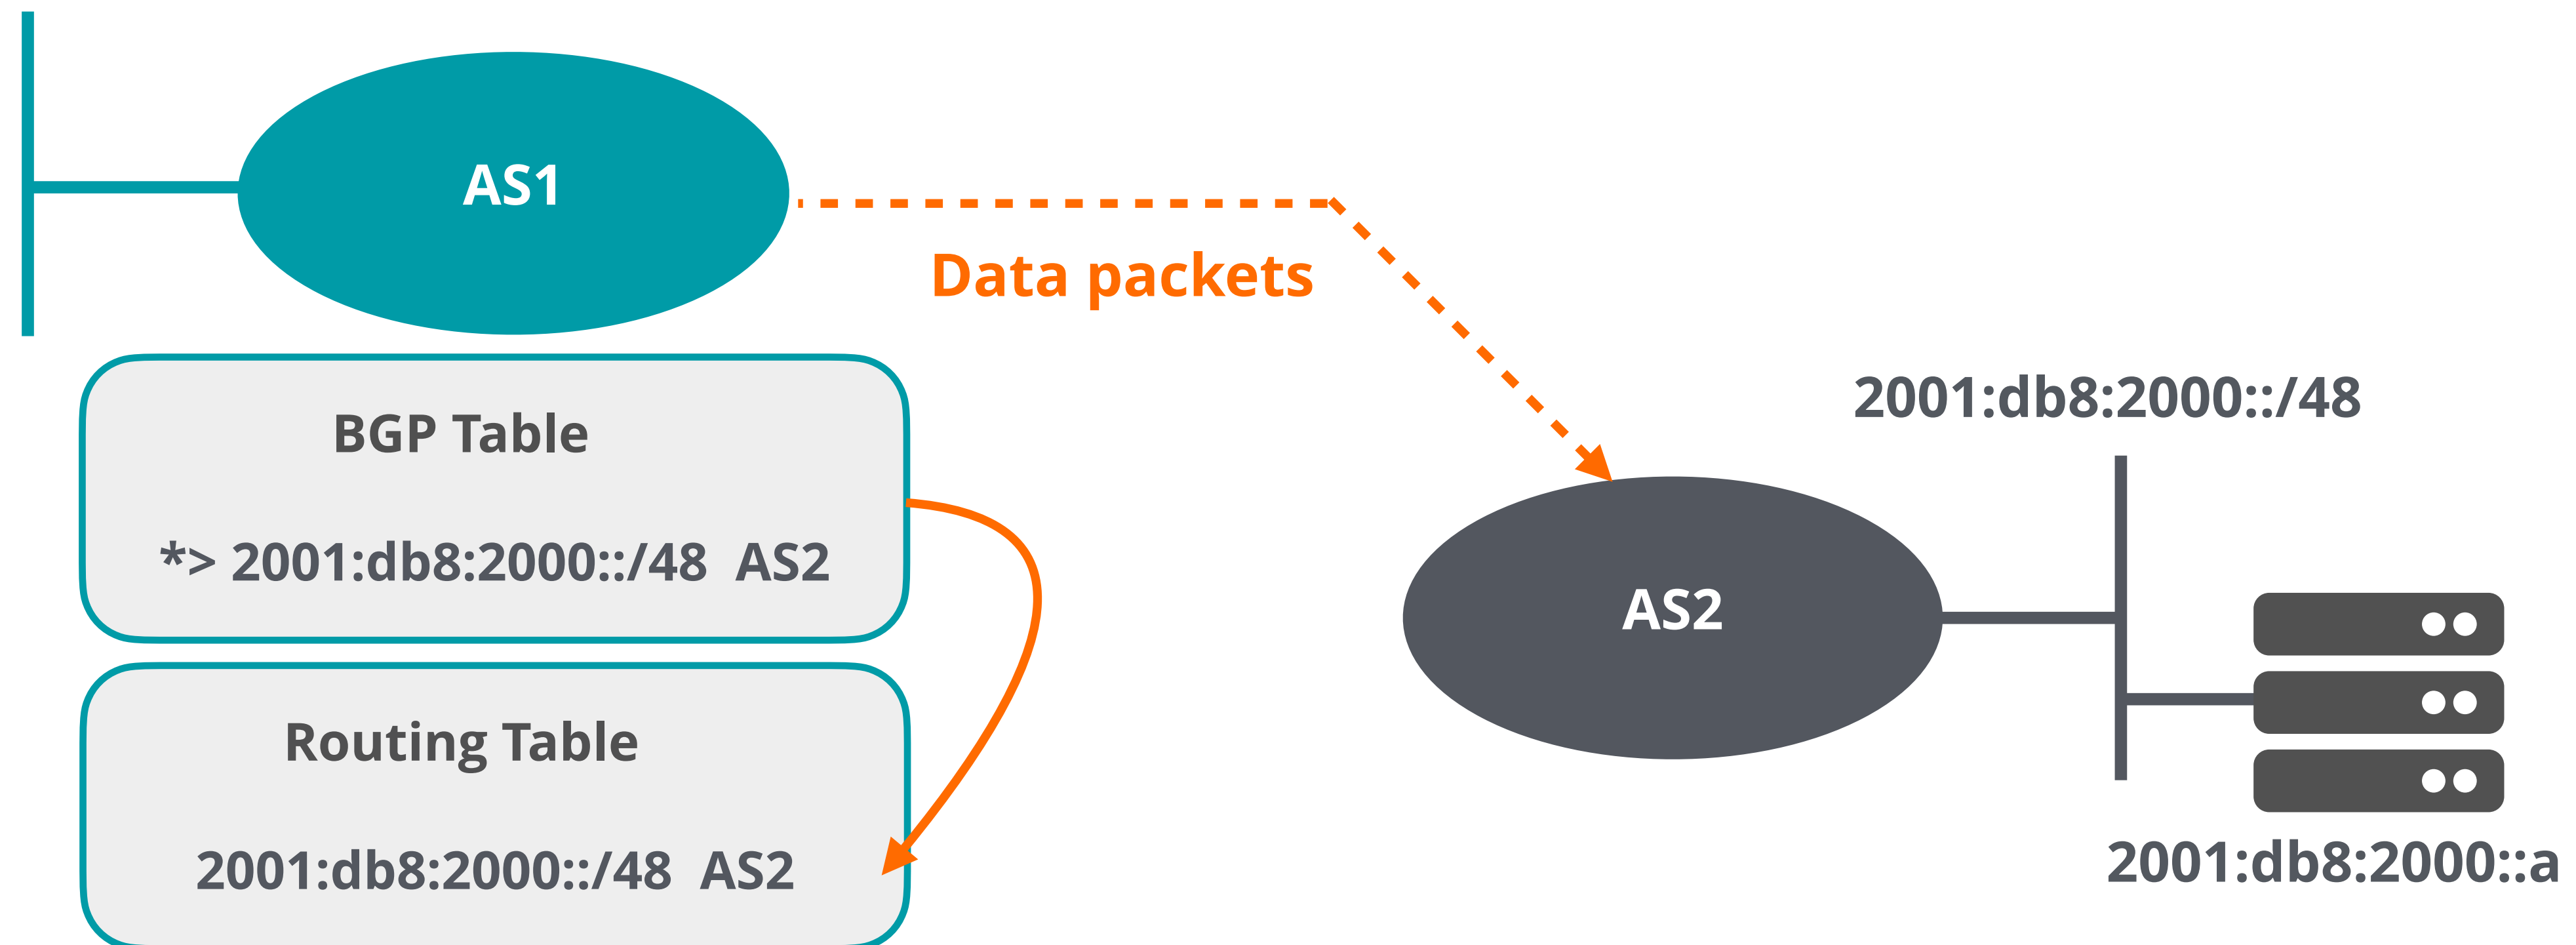 AS1
Data packets
BGP Table
*> 2001:db8:2000::/48 AS2
Routing Table
2001:db8:2000::/48 AS2
2001:db8:2000::/48
AS2
2001:db8:2000::a